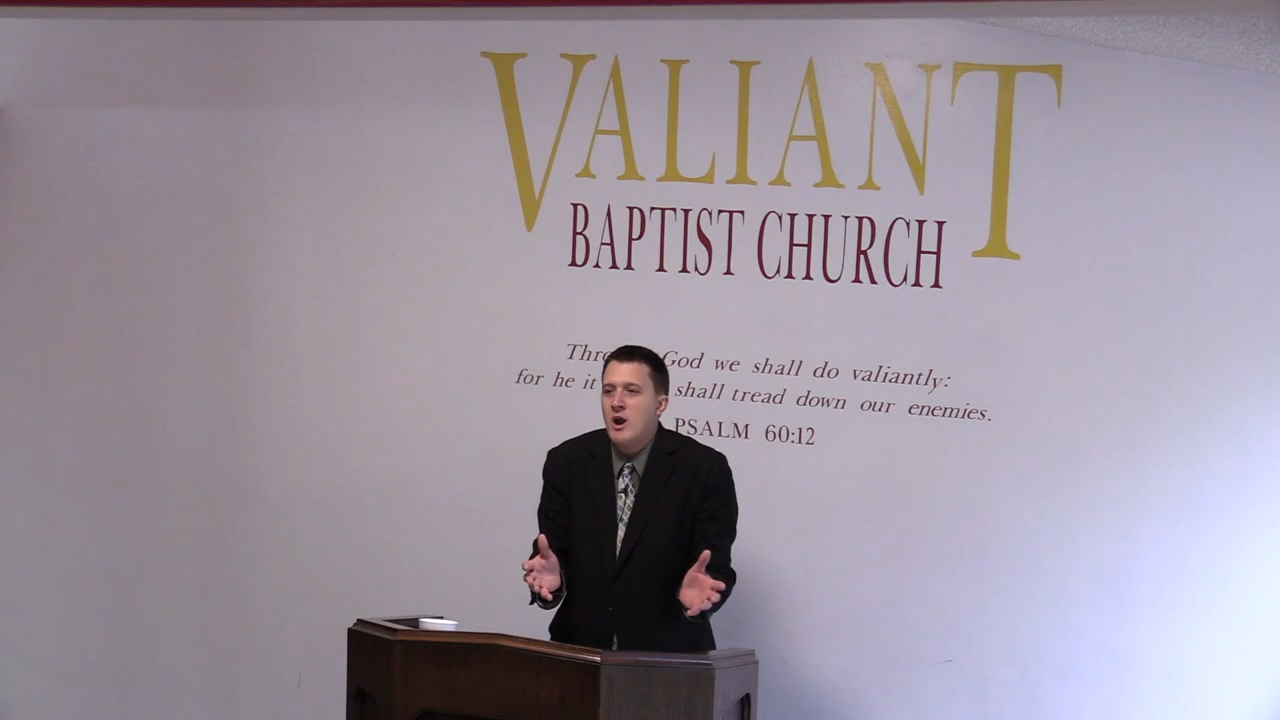 VALIANT
BAPTIST CHURCH
God we shall do valiantly:
for he it shall tread down our enemies.
PSALM 60:12